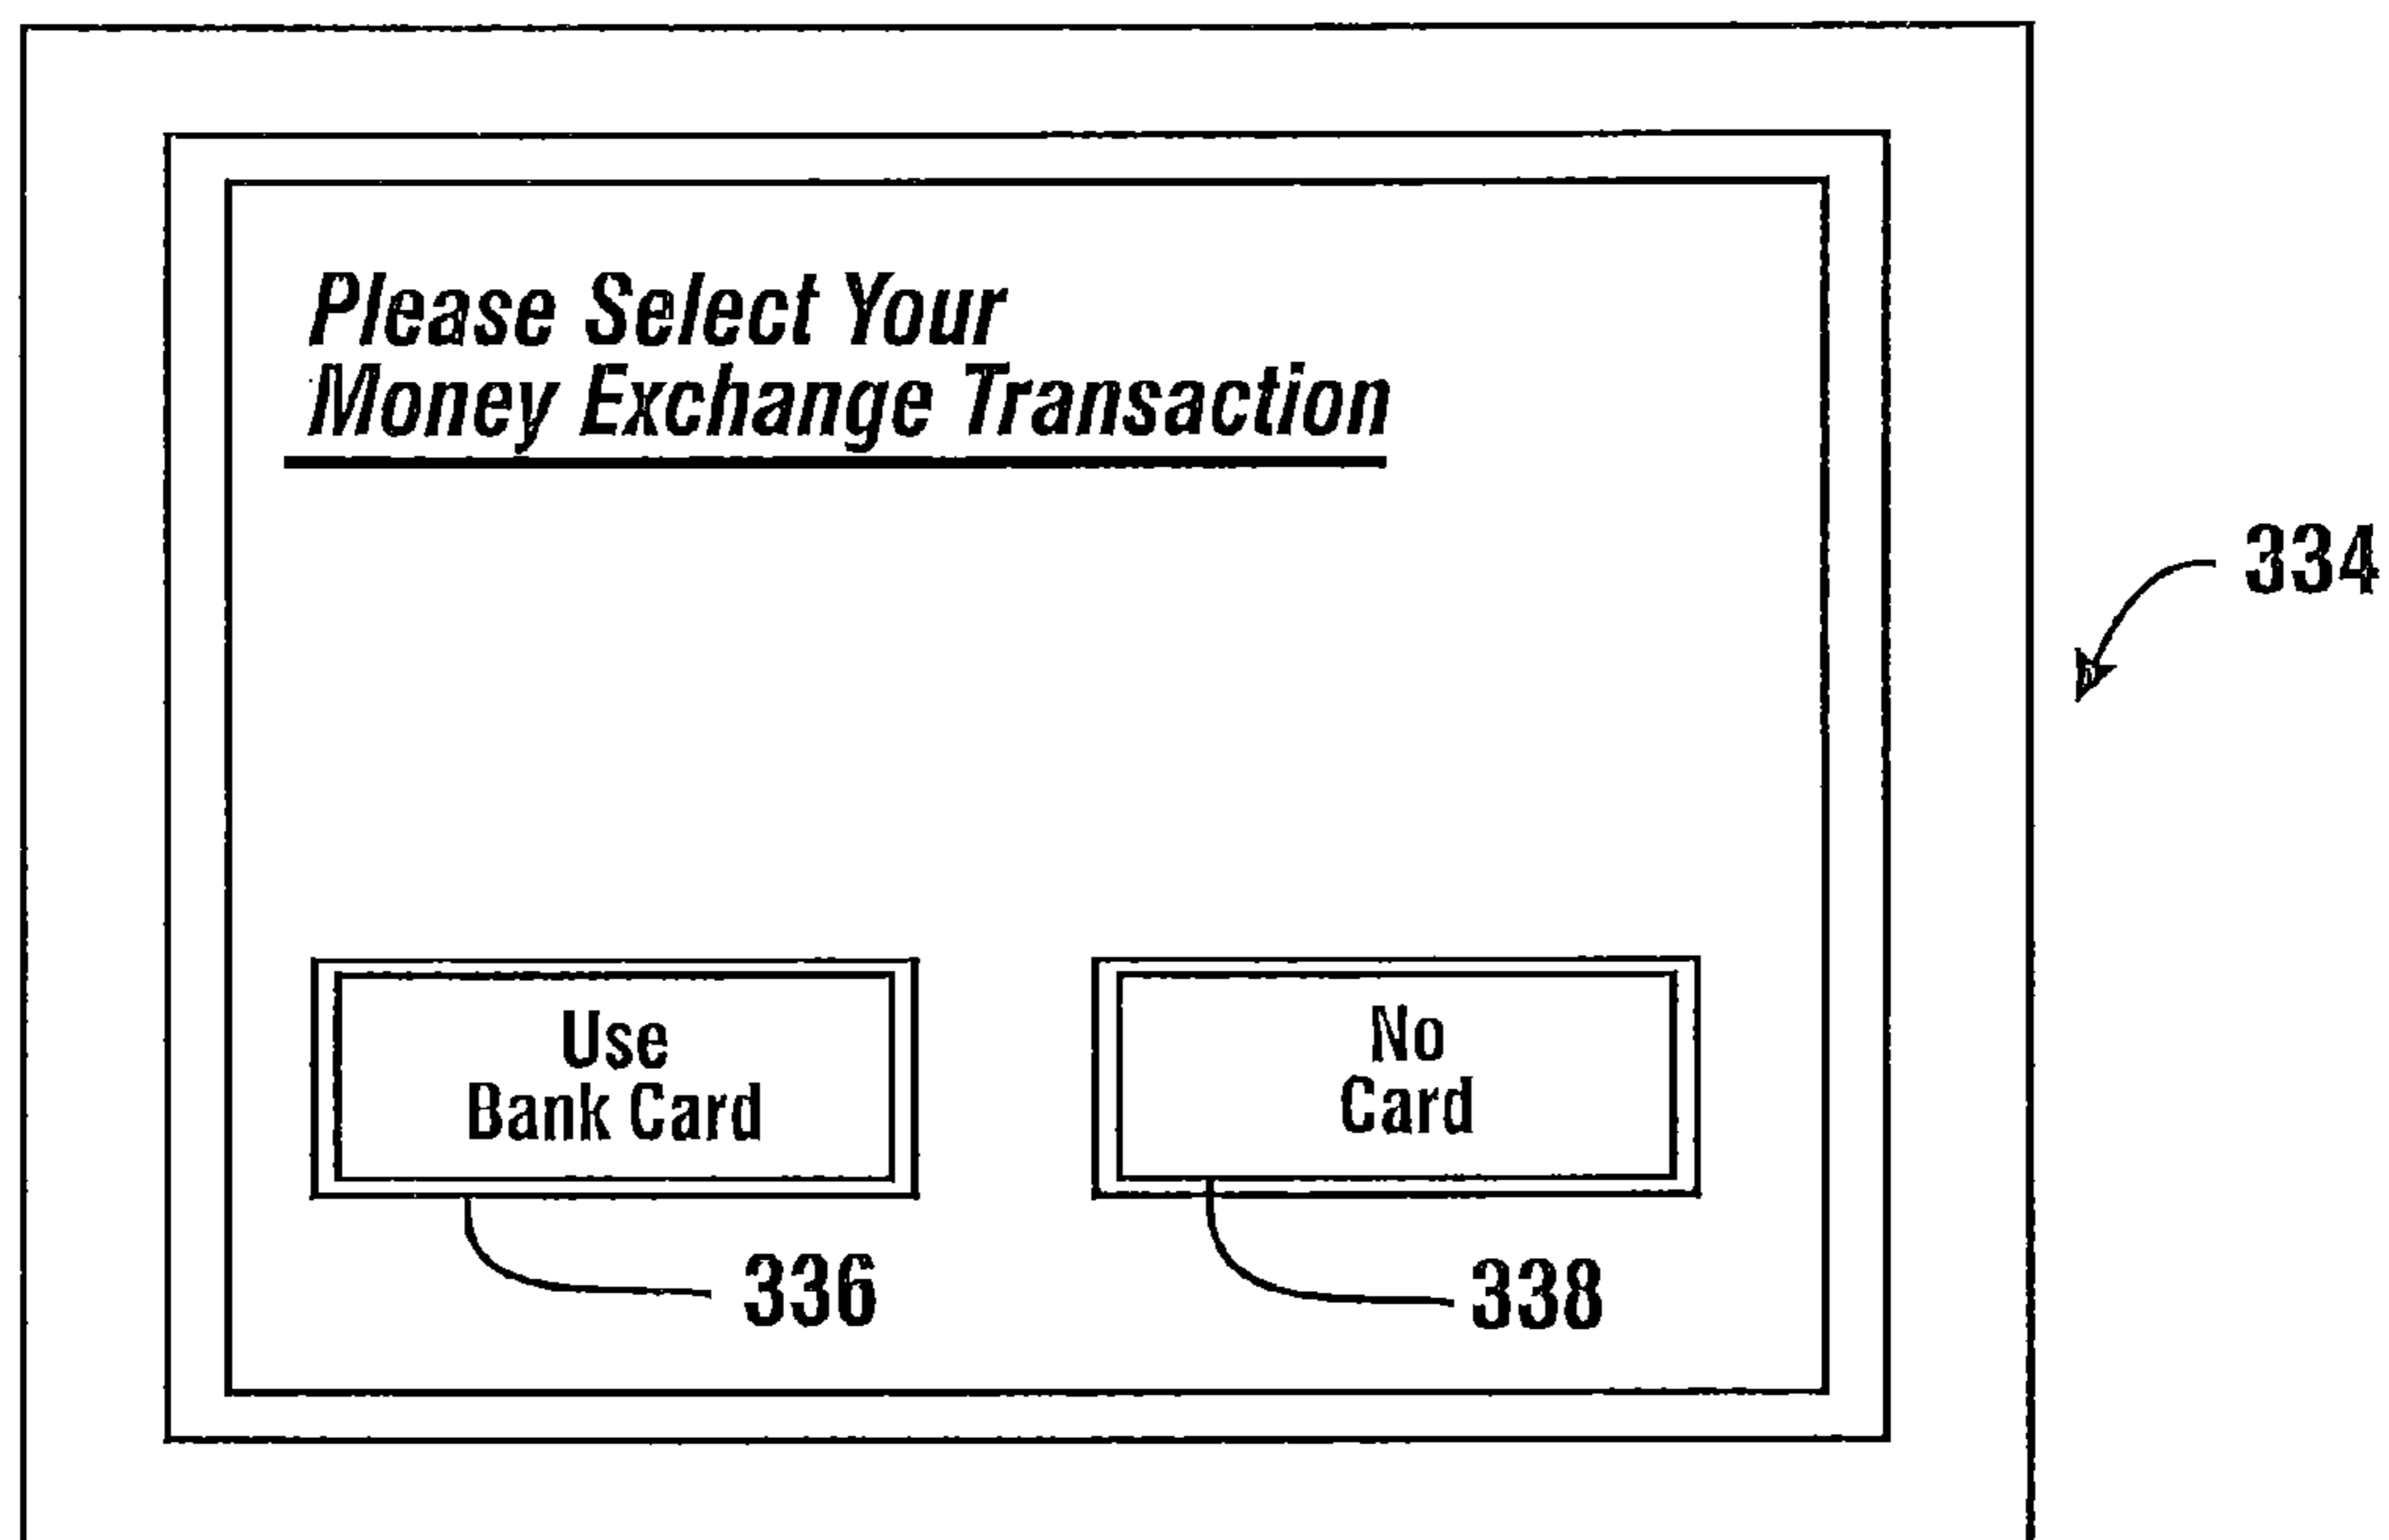 Please Select Your
Money Exchange Transaction
334
Use
Bank Card
No
Card
336
338